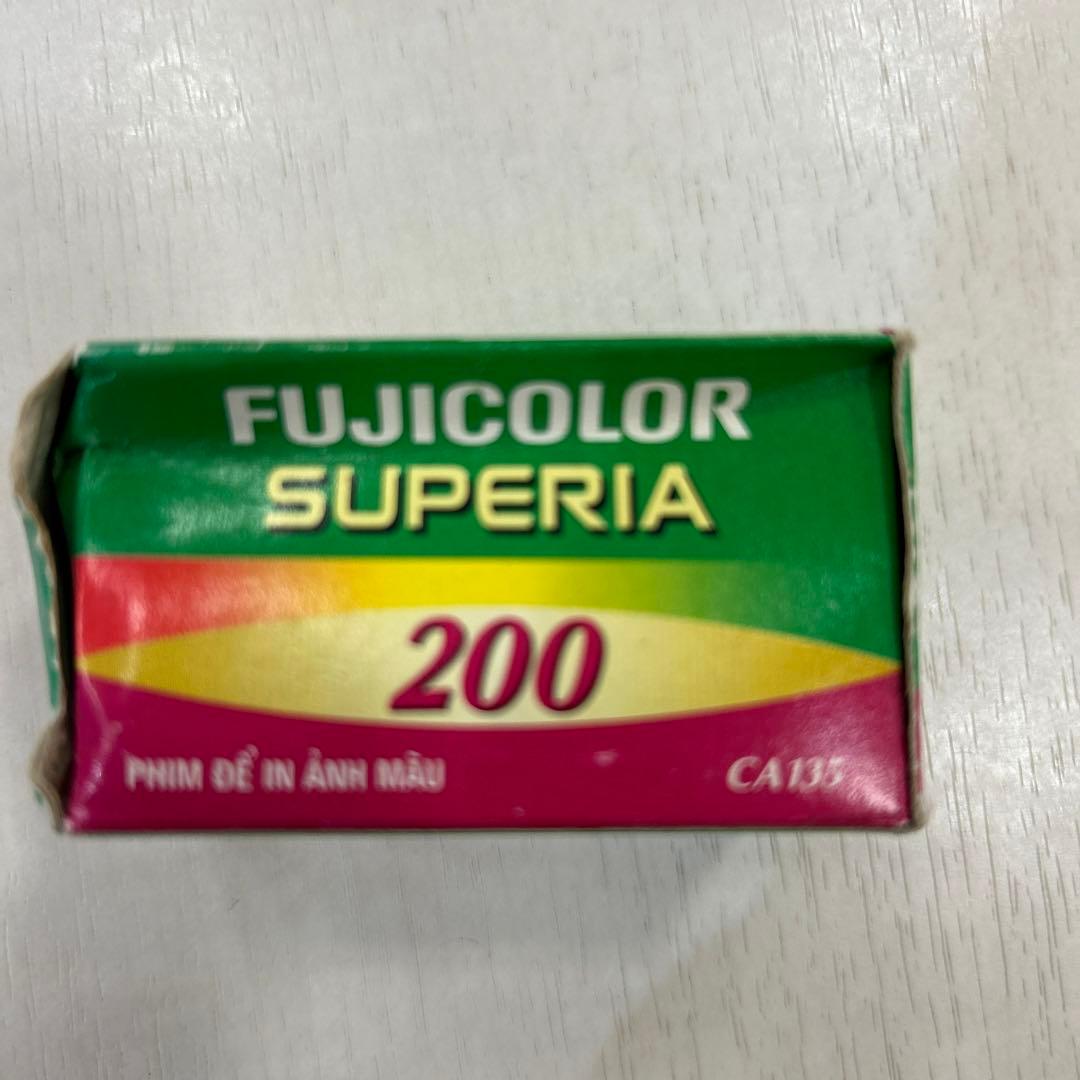 FUJICOLOR
SUPERIA
200
PHIM ĐỂ IN ẢNH MÀU CA135